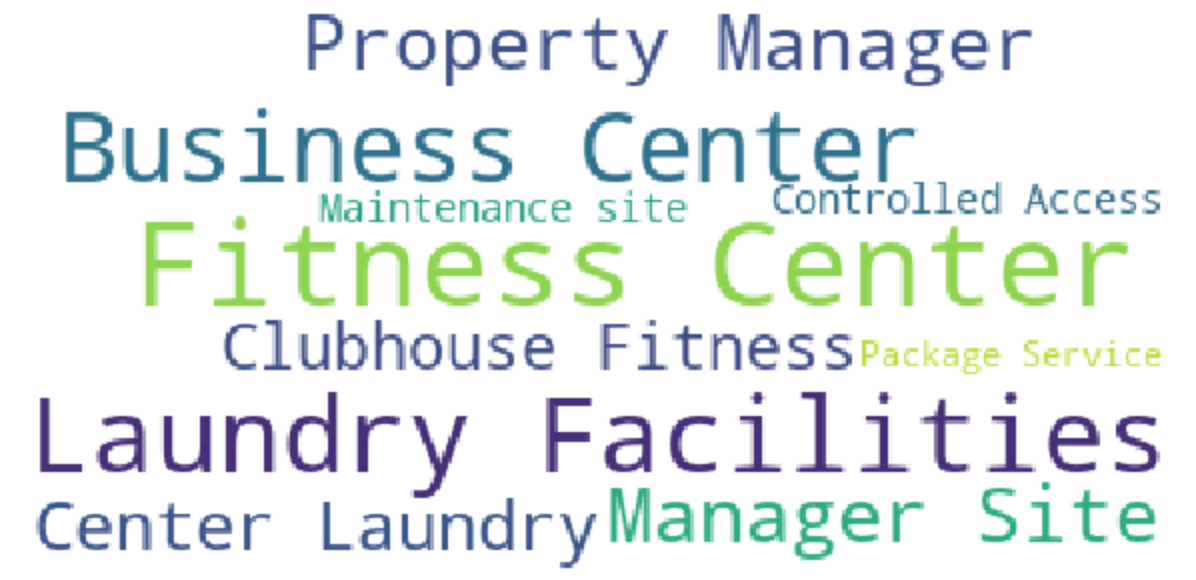 Property Manager
Business Center
Maintenance site
Controlled Access
Fitness Center
Clubhouse Fitness
Package Service
Laundry Facilities
Center Laundry
Manager Site